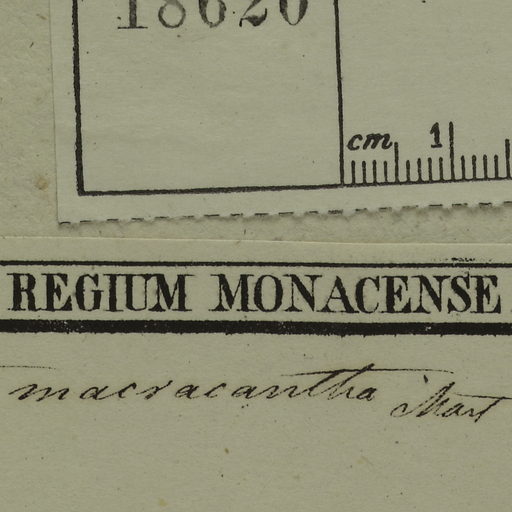 18620
cm 1
REGIUM MONACENSE
macracantha Mart